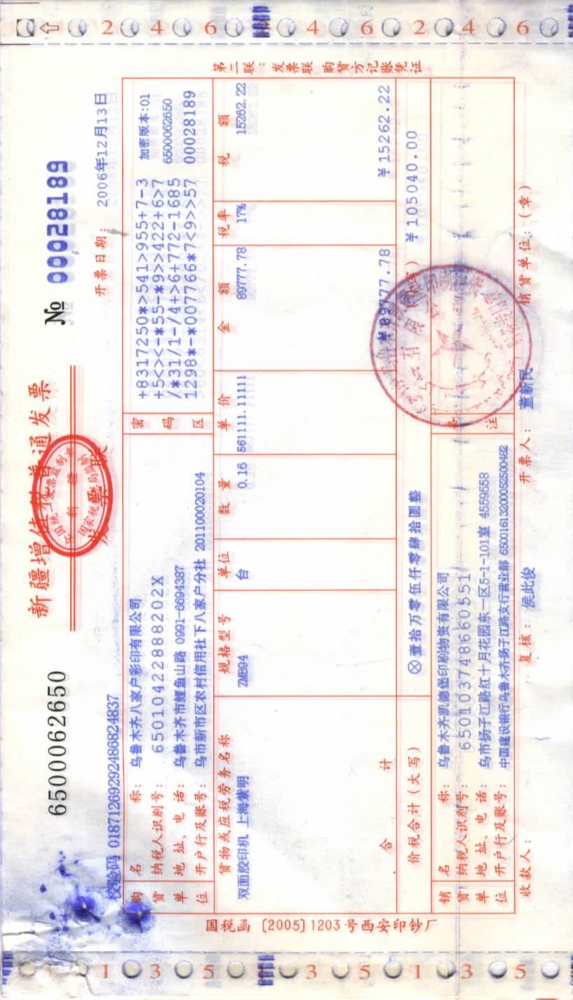 2 4 6 2 4 6 2 4 6
6500062650
新疆增值税普通发票
发票联
№ 00028189
开票日期： 2006年12月13日
校验码 01871269292486824837
购货单位
名 称： 乌鲁木齐八家户彩印有限公司
纳税人识别号： 65010422888202X
地 址、电 话： 乌鲁木齐市鲤鱼山路 0991-6694387
开户行及账号： 乌市新市区农村信用社下八家户分社 201100020104
密码区
+8317250*>541>955+7-3 加密版本:01
+5<><-*55-*9>>422+6>7 6500062650
/*31/1-/4+>6+772-1685
1298*-*007766*7<9>>57 00028189
货物或应税劳务名称 规格型号 单位 数 量 单 价 金 额 税率 税 额
双面胶印机 上海紫明 ZMB94 台 0.16 561111.11111 89777.78 17% 15262.22
合 计 ¥89777.78 ¥15262.22
价税合计（大写） ⊗壹拾万零伍仟零肆拾圆整 （小写） ¥105040.00
销货单位
名 称： 乌鲁木齐凯德堡印刷物资有限公司
纳税人识别号： 650103748660551
地 址、电 话： 乌市扬子江路红十月花园东一区5-1-101室 4559558
开户行及账号： 中国建设银行乌鲁木齐扬子江路支行营业部 65001613200052500482
备注
收款人： 复核： 侯此俊 开票人： 董新民 销货单位：（章）
第二联：发票联 购货方记账凭证
国税函〔2005〕1203号西安印钞厂
1 3 5 1 3 5 1 3 5